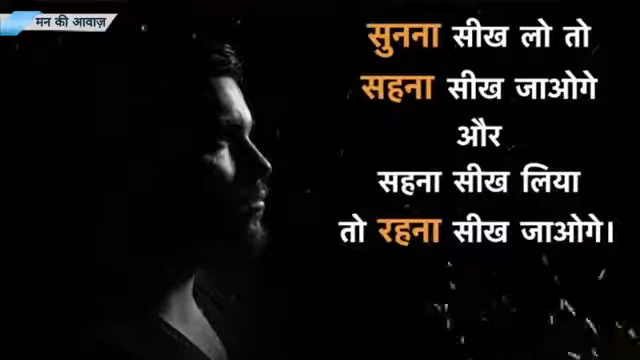 मन की आवाज़
सुनना सीख लो तो
सहना सीख जाओगे
और
सहना सीख लिया
तो रहना सीख जाओगे।